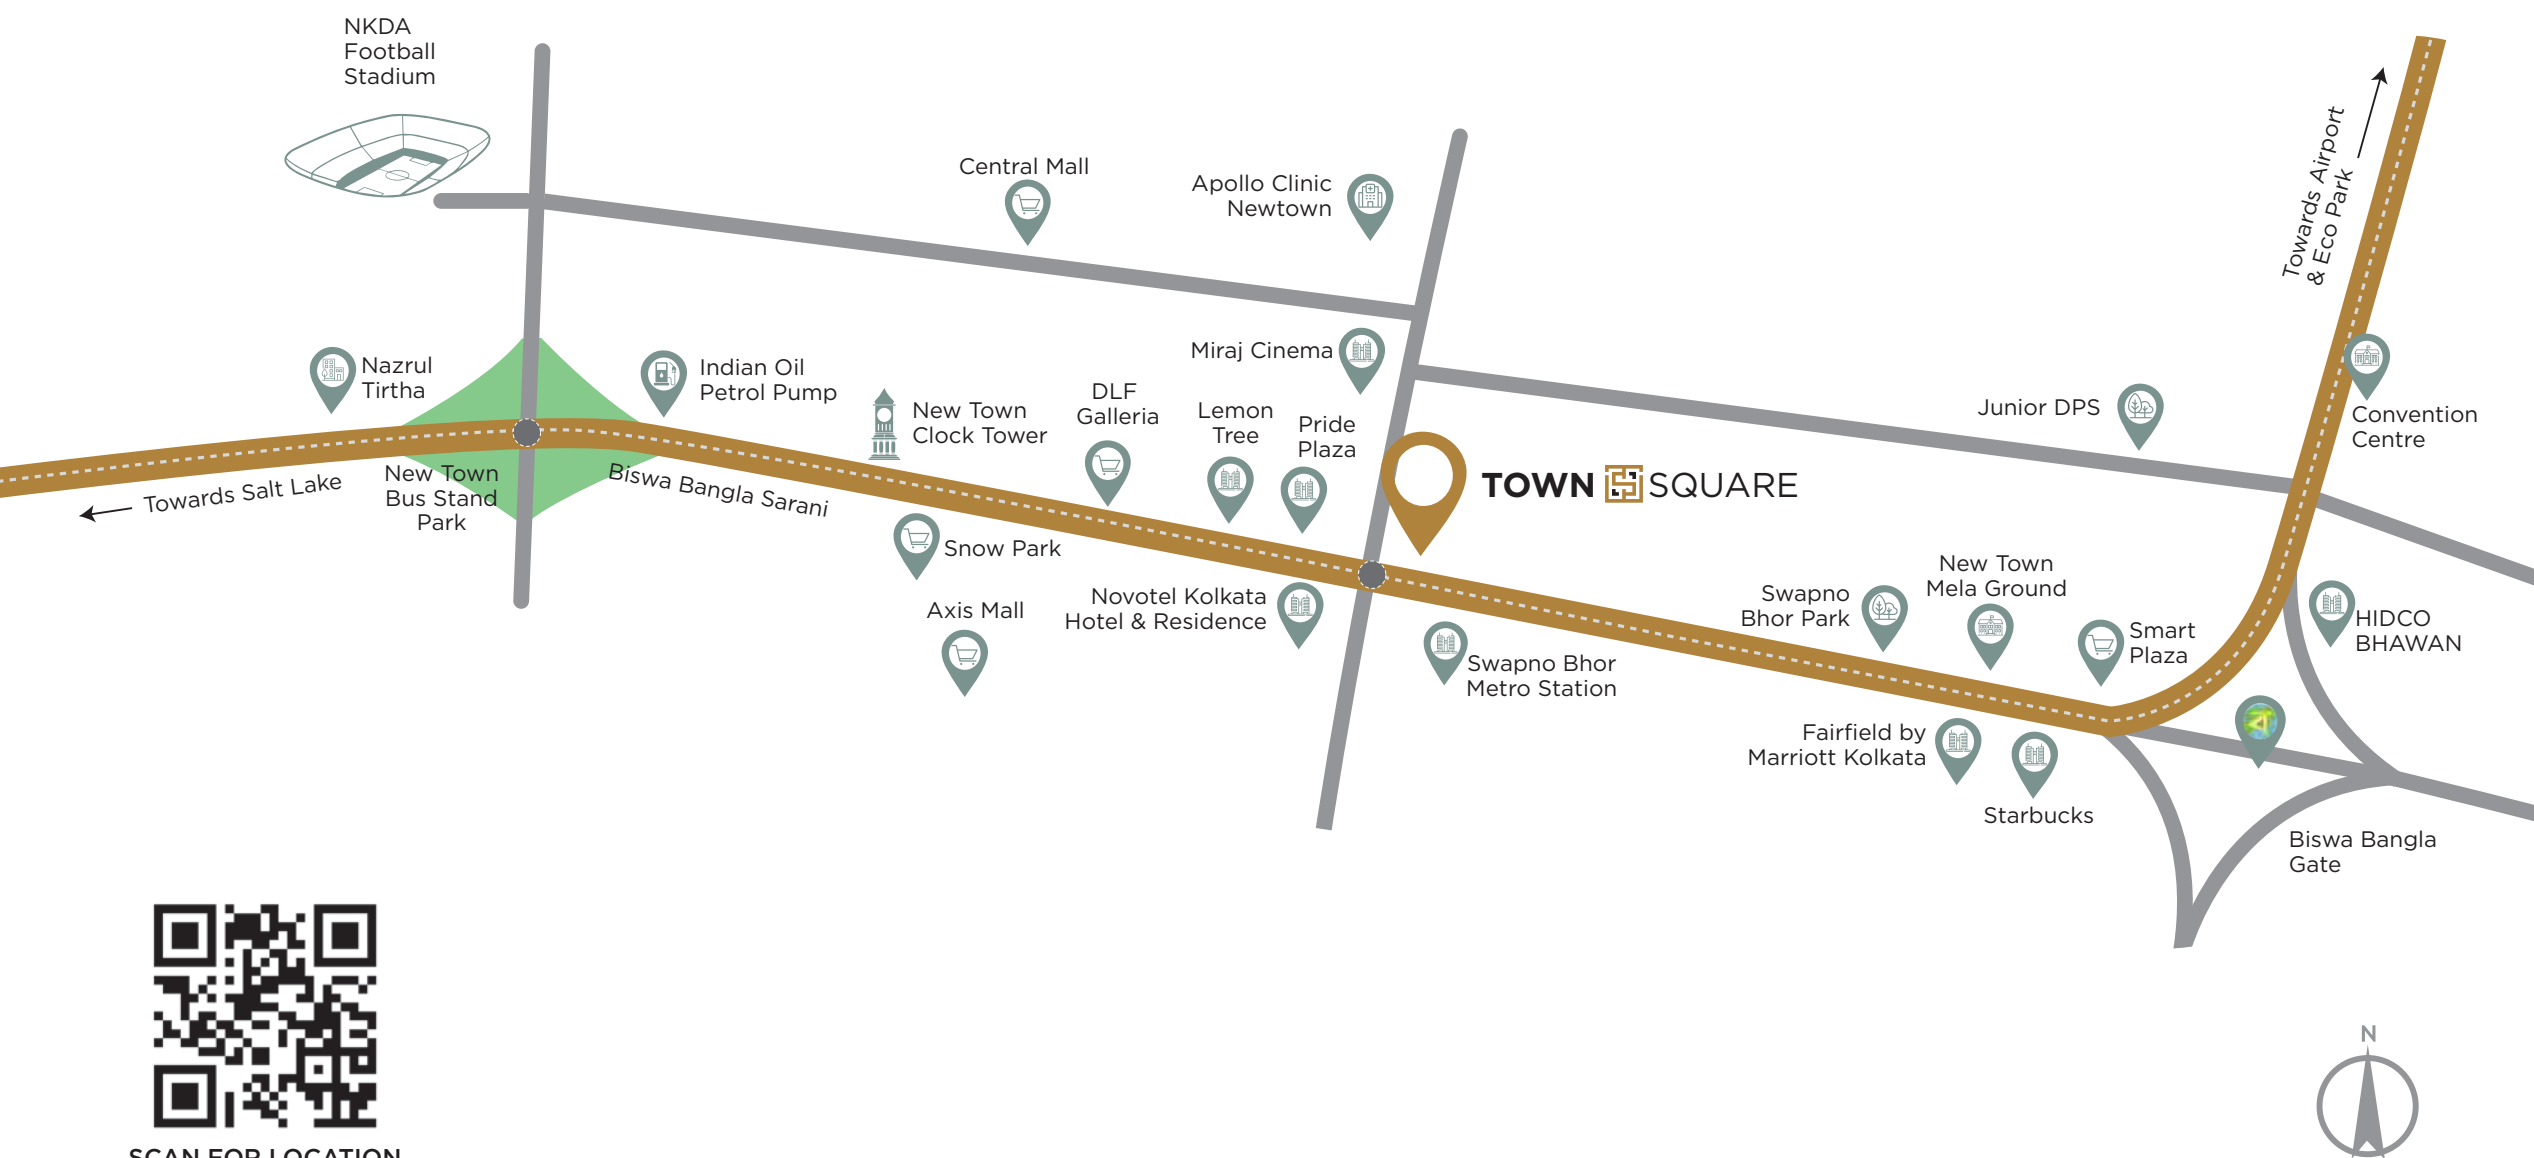 NKDA
Football
Stadium
Central Mall
Apollo Clinic
Newtown
Towards Airport
& Eco Park
Nazrul
Tirtha
Indian Oil
Petrol Pump
New Town
Clock Tower
DLF
Galleria
Lemon
Tree
Pride
Plaza
Miraj Cinema
Junior DPS
Convention
Centre
TOWN SQUARE
Towards Salt Lake
New Town
Bus Stand
Park
Biswa Bangla Sarani
Snow Park
Axis Mall
Novotel Kolkata
Hotel & Residence
Swapno Bhor
Metro Station
Swapno
Bhor Park
New Town
Mela Ground
Smart
Plaza
HIDCO
BHAWAN
Fairfield by
Marriott Kolkata
Starbucks
Biswa Bangla
Gate
SCAN FOR LOCATION
N